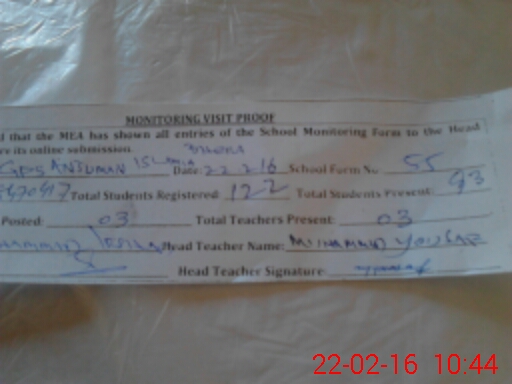 MONITORING VISIT PROOF
d that the MEA has shown all entries of the School Monitoring Form to the Head
re its online submission.
GPS ANJUMAN ISLAMIA Date: 22.2.16 School Form No 55
Total Students Registered: 122 Total Students Present: 93
Posted: 03 Total Teachers Present: 03
Head Teacher Name: MUHAMMAD YOUSAF
Head Teacher Signature:
22-02-16 10:44